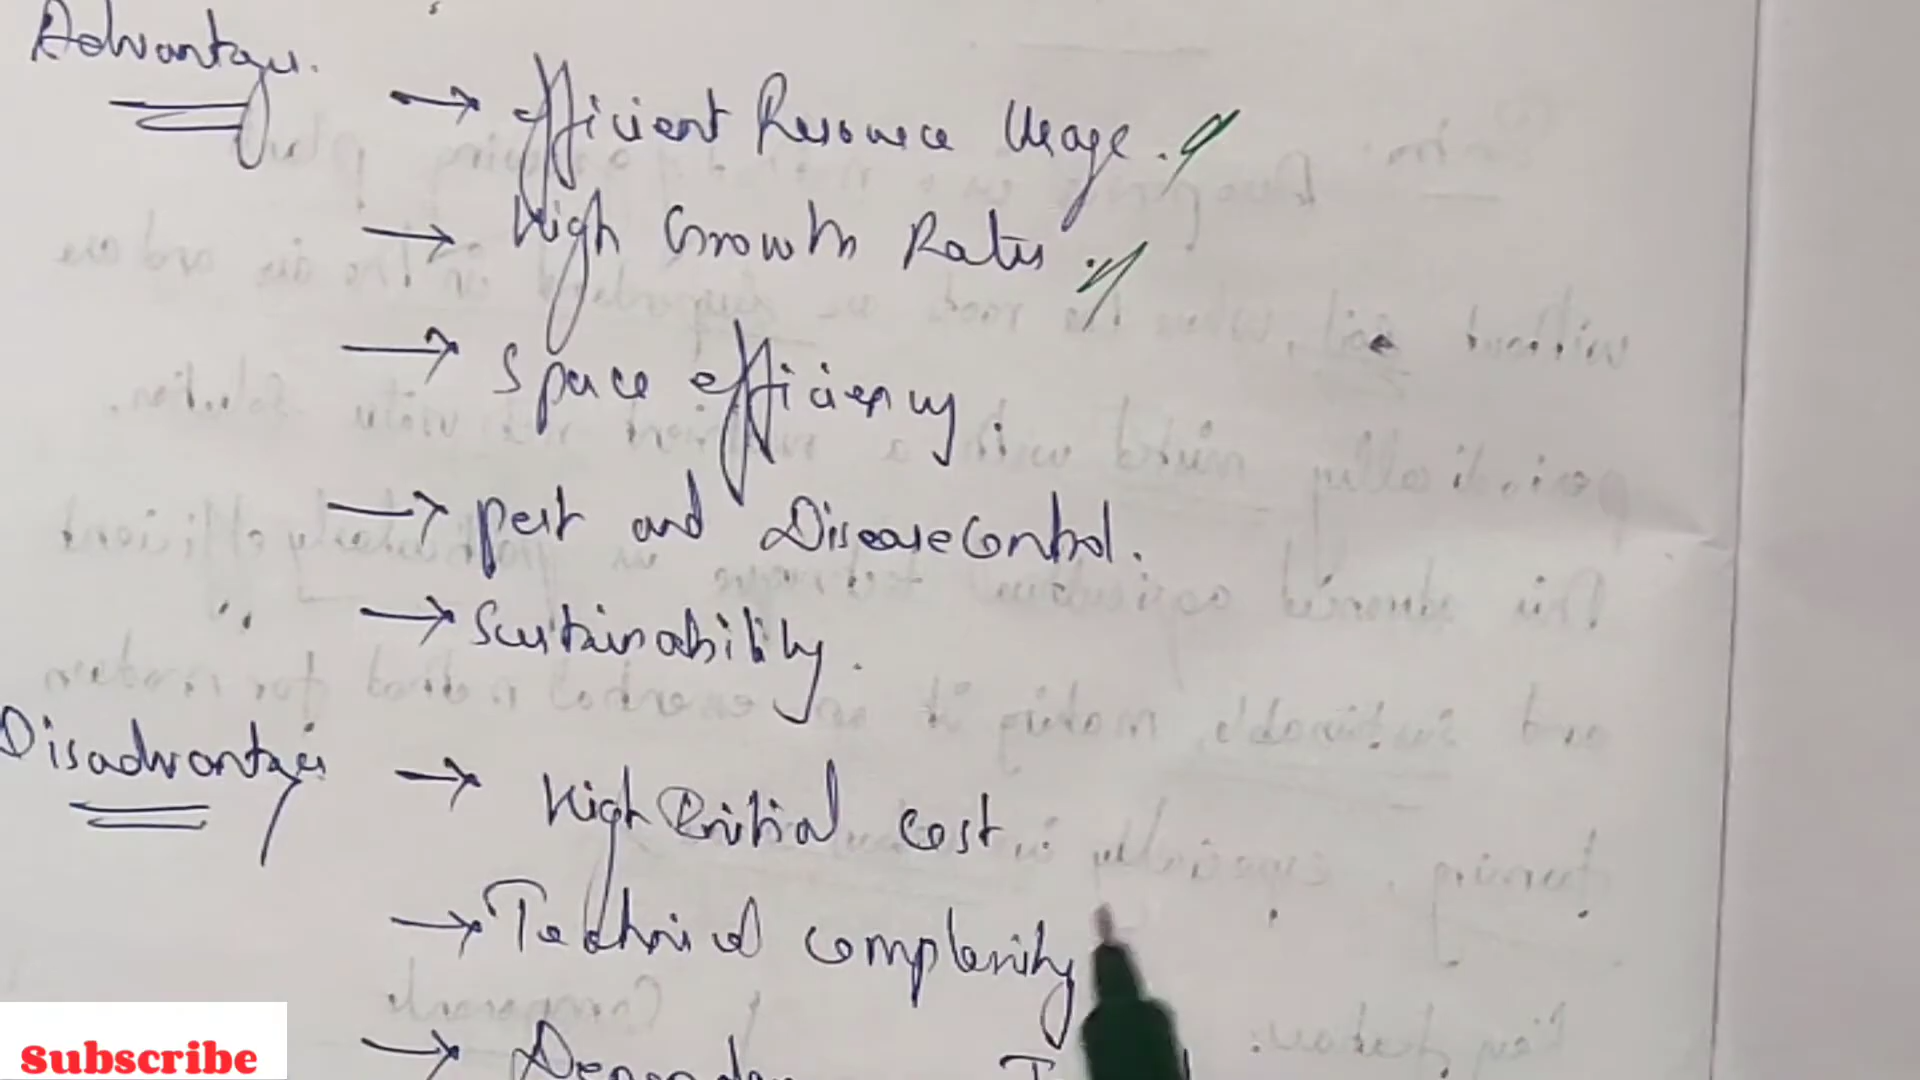 Advantages.
→ Efficient Resource Usage.
→ High Growth Rates.
→ Space efficiency.
→ pest and Disease Control.
→ Sustainability.
Disadvantages
→ High Initial cost
→ Technical complexity
→
Subscribe